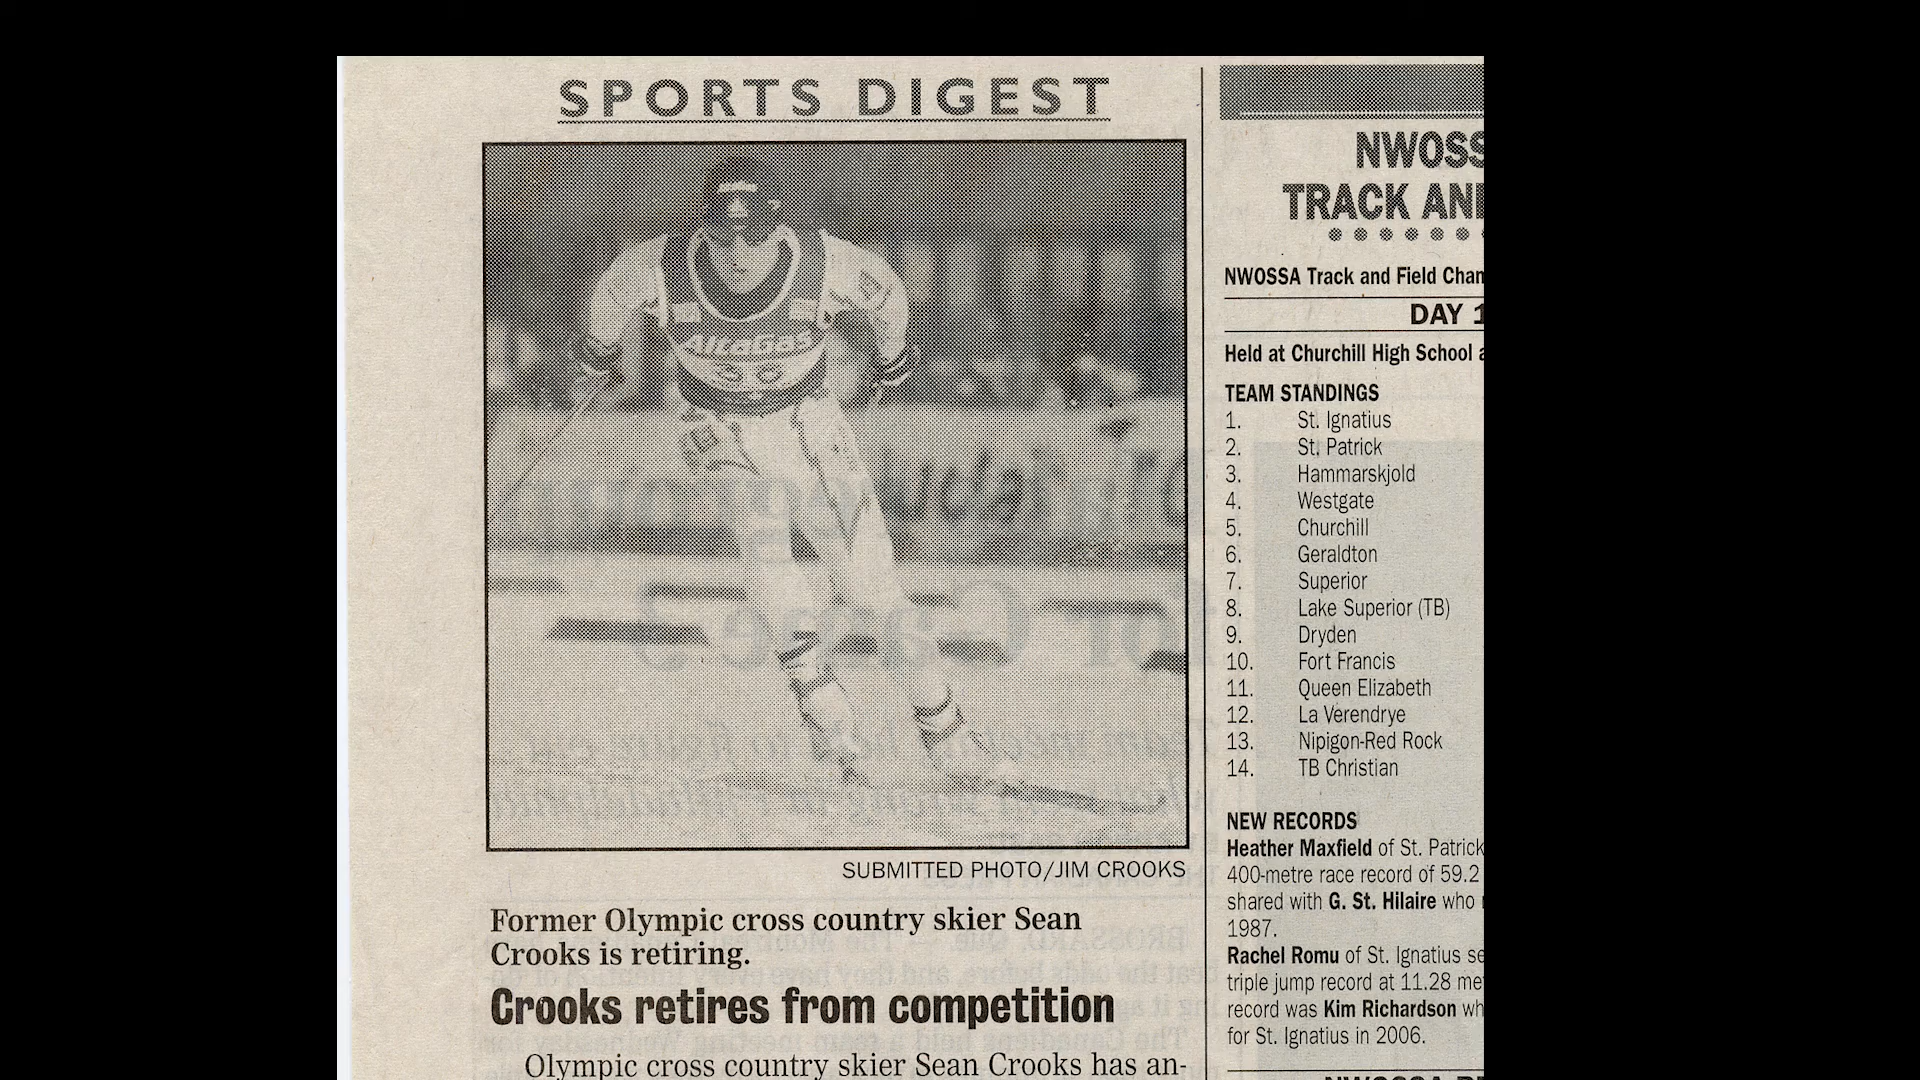 SPORTS DIGEST
AltaGas
30
SUBMITTED PHOTO/JIM CROOKS
Former Olympic cross country skier Sean
Crooks is retiring.
Crooks retires from competition
Olympic cross country skier Sean Crooks has an-
NWOSS
TRACK AND
NWOSSA Track and Field Cham
DAY 1
Held at Churchill High School a
TEAM STANDINGS
1. St. Ignatius
2. St. Patrick
3. Hammarskjold
4. Westgate
5. Churchill
6. Geraldton
7. Superior
8. Lake Superior (TB)
9. Dryden
10. Fort Francis
11. Queen Elizabeth
12. La Verendrye
13. Nipigon-Red Rock
14. TB Christian
NEW RECORDS
Heather Maxfield of St. Patrick
400-metre race record of 59.2
shared with G. St. Hilaire who
1987.
Rachel Romu of St. Ignatius se
triple jump record at 11.28 me
record was Kim Richardson wh
for St. Ignatius in 2006.